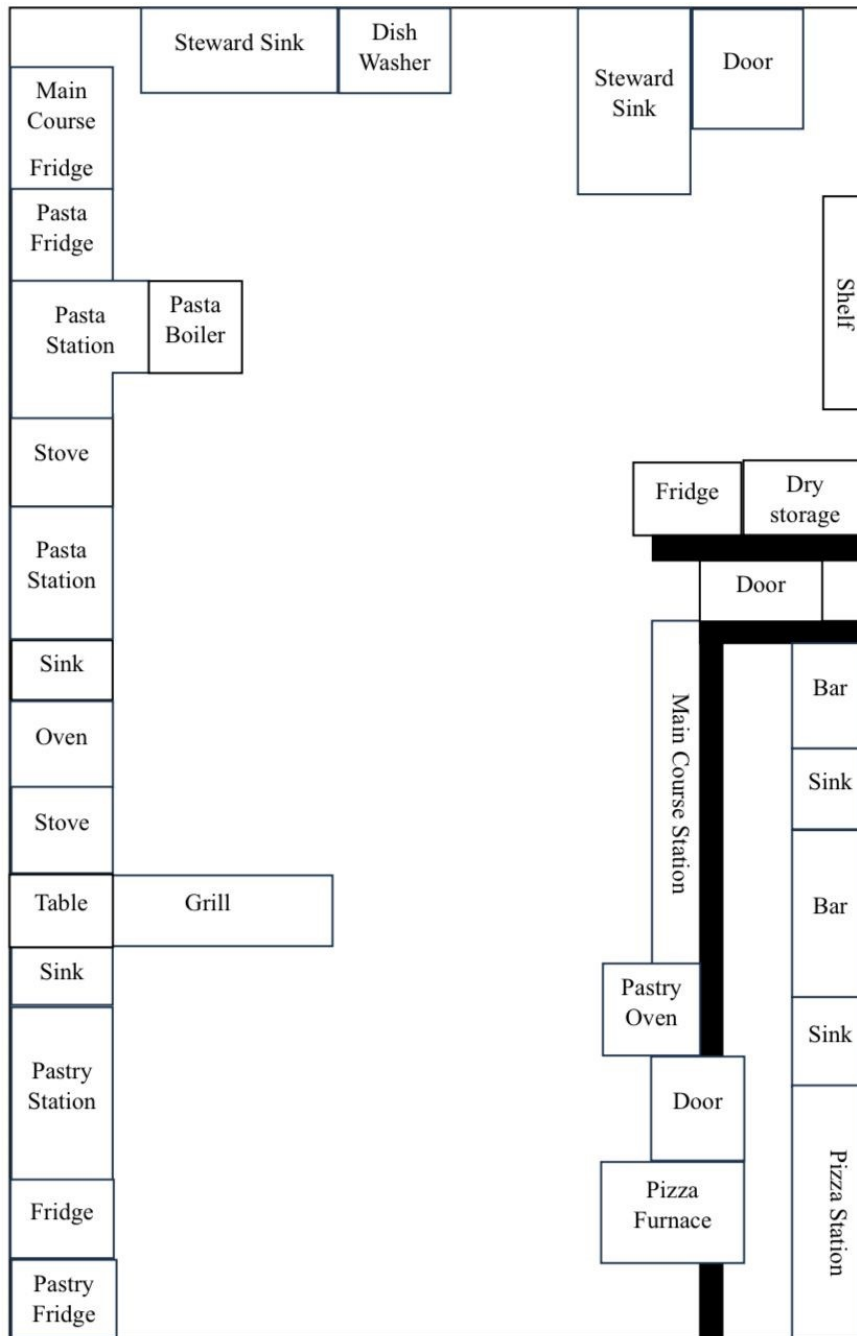 Steward Sink
Dish
Washer
Steward
Sink
Door
Main
Course
Fridge
Pasta
Fridge
Pasta
Station
Pasta
Boiler
Shelf
Stove
Fridge
Dry
storage
Pasta
Station
Door
Sink
Main Course Station
Bar
Oven
Sink
Stove
Table
Grill
Bar
Sink
Pastry
Oven
Sink
Pastry
Station
Door
Pizza Station
Fridge
Pizza
Furnace
Pastry
Fridge